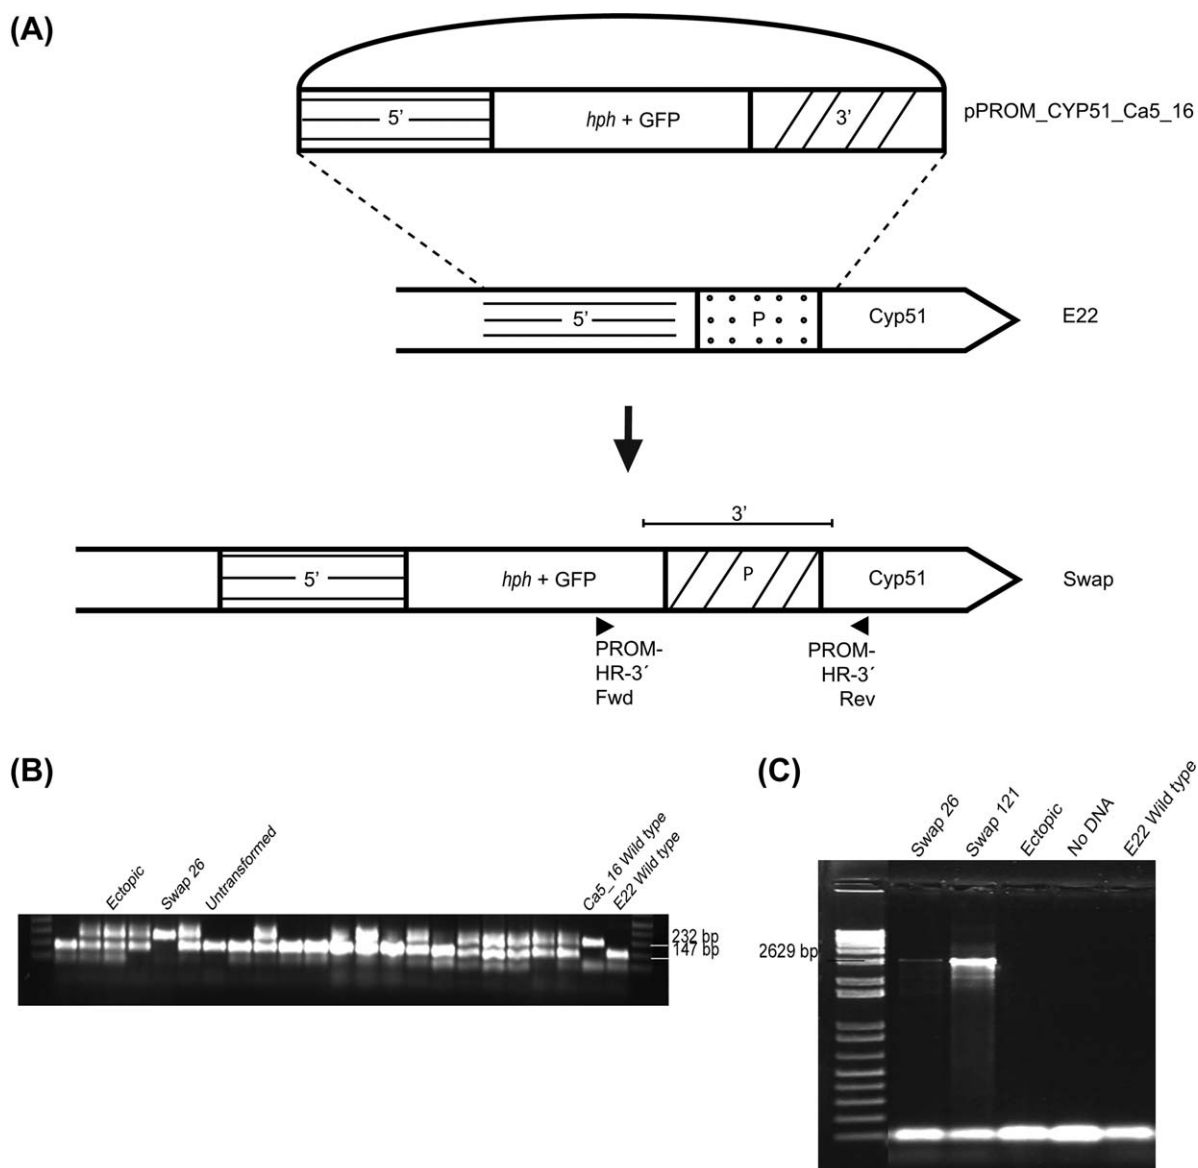 (A)
5'
hph + GFP
3'
pPROM_CYP51_Ca5_16
5'
P
Cyp51
E22
3'
5'
hph + GFP
P
Cyp51
Swap
PROM-
HR-3´
Fwd
PROM-
HR-3´
Rev
(B)
Ectopic
Swap 26
Untransformed
Ca5_16 Wild type
E22 Wild type
232 bp
147 bp
(C)
Swap 26
Swap 121
Ectopic
No DNA
E22 Wild type
2629 bp